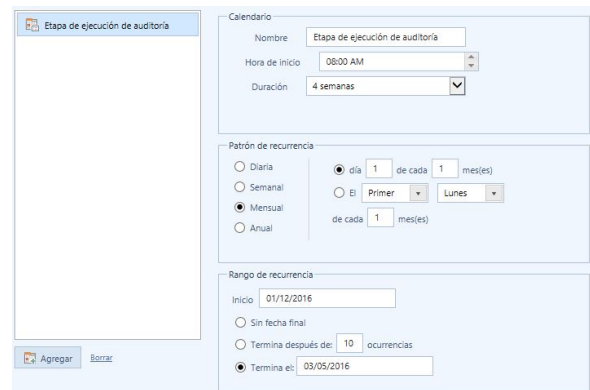 Etapa de ejecución de auditoría
Agregar
Borrar
Calendario
Nombre Etapa de ejecución de auditoría
Hora de inicio 08:00 AM
Duración 4 semanas
Patrón de recurrencia
Diaria
Semanal
Mensual
Anual
día 1 de cada 1 mes(es)
El Primer Lunes
de cada 1 mes(es)
Rango de recurrencia
Inicio 01/12/2016
Sin fecha final
Termina después de: 10 ocurrencias
Termina el: 03/05/2016